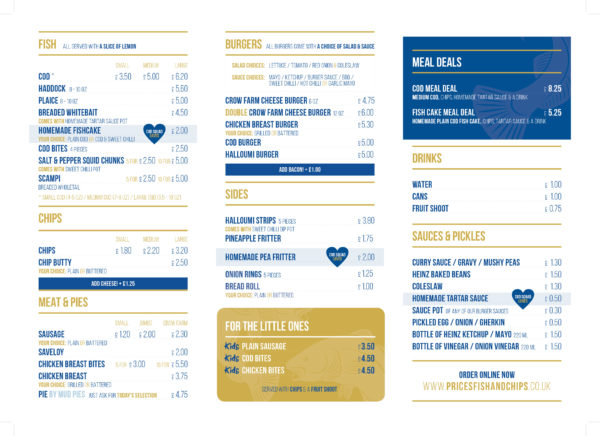 FISH ALL SERVED WITH A SLICE OF LEMON
SMALL MEDIUM LARGE
COD * £ 3.50 £ 5.00 £ 6.20
HADDOCK 8 - 10 OZ £ 5.60
PLAICE 8 - 10 OZ £ 5.00
BREADED WHITEBAIT £ 4.50
COMES WITH HOMEMADE TARTAR SAUCE POT
HOMEMADE FISHCAKE COD SQUAD LOVES £ 2.00
YOUR CHOICE: PLAIN COD OR COD & SWEET CHILLI
COD BITES 4 PIECES £ 2.50
SALT & PEPPER SQUID CHUNKS 5 FOR £ 2.50 10 FOR £ 5.00
COMES WITH SWEET CHILLI POT
SCAMPI 5 FOR £ 2.50 10 FOR £ 5.00
BREADED WHOLETAIL
CHIPS
SMALL MEDIUM LARGE
CHIPS £ 1.80 £ 2.20 £ 3.20
CHIP BUTTY £ 2.50
YOUR CHOICE: PLAIN OR BUTTERED
ADD CHEESE! + £1.25
MEAT & PIES
SMALL JUMBO
SAUSAGE £ 1.20 £ 2.00 £ 2.30
YOUR CHOICE: PLAIN OR BATTERED
SAVELOY £ 2.00
CHICKEN BREAST BITES £ 3.00 10 FOR £ 5.50
CHICKEN BREAST £ 3.75
YOUR CHOICE: GRILLED OR BATTERED
PIE BY MUD PIES JUST ASK FOR TODAY'S SELECTION £ 4.75
BURGERS ALL BURGERS COME WITH A CHOICE OF SALAD & SAUCE
SALAD CHOICES: LETTUCE / TOMATO / RED ONION & COLESLAW
SAUCE CHOICES: MAYO / KETCHUP / BURGER SAUCE / BBQ /
SWEET CHILLI / HOT CHILLI OR GARLIC MAYO
CROW FARM CHEESE BURGER 6 OZ £ 4.75
DOUBLE CROW FARM CHEESE BURGER 12 OZ £ 6.00
CHICKEN BREAST BURGER £ 5.30
YOUR CHOICE: GRILLED OR BATTERED
COD BURGER £ 5.00
HALLOUMI BURGER £ 5.00
ADD BACON! + £1.00
SIDES
HALLOUMI STRIPS 5 PIECES £ 3.80
COMES WITH SWEET CHILLI DIP POT
PINEAPPLE FRITTER £ 1.75
HOMEMADE PEA FRITTER COD SQUAD LOVES £ 2.00
ONION RINGS 6 PIECES £ 1.25
BREAD ROLL £ 1.00
YOUR CHOICE: PLAIN OR BUTTERED
FOR THE LITTLE ONES
Kids PLAIN SAUSAGE £3.50
Kids COD BITES £4.50
Kids CHICKEN BITES £4.50
SERVED WITH CHIPS & A FRUIT SHOOT
MEAL DEALS
COD MEAL DEAL £ 8.25
MEDIUM COD, CHIPS, HOMEMADE TARTAR SAUCE & A DRINK
FISH CAKE MEAL DEAL £ 5.25
HOMEMADE PLAIN COD FISH CAKE, CHIPS, TARTAR SAUCE & A DRINK
DRINKS
WATER £ 1.00
CANS £ 1.00
FRUIT SHOOT £ 0.75
SAUCES & PICKLES
CURRY SAUCE / GRAVY / MUSHY PEAS £ 1.30
HEINZ BAKED BEANS £ 1.50
COLESLAW £ 1.30
HOMEMADE TARTAR SAUCE COD SQUAD LOVES £ 0.50
SAUCE POT OF ANY OF OUR BURGER SAUCES £ 0.30
PICKLED EGG / ONION / GHERKIN £ 0.50
BOTTLE OF HEINZ KETCHUP / MAYO 220 ML £ 1.50
BOTTLE OF VINEGAR / ONION VINEGAR 220 ML £ 1.50
ORDER ONLINE NOW
WWW.PRICESFISHANDCHIPS.CO.UK